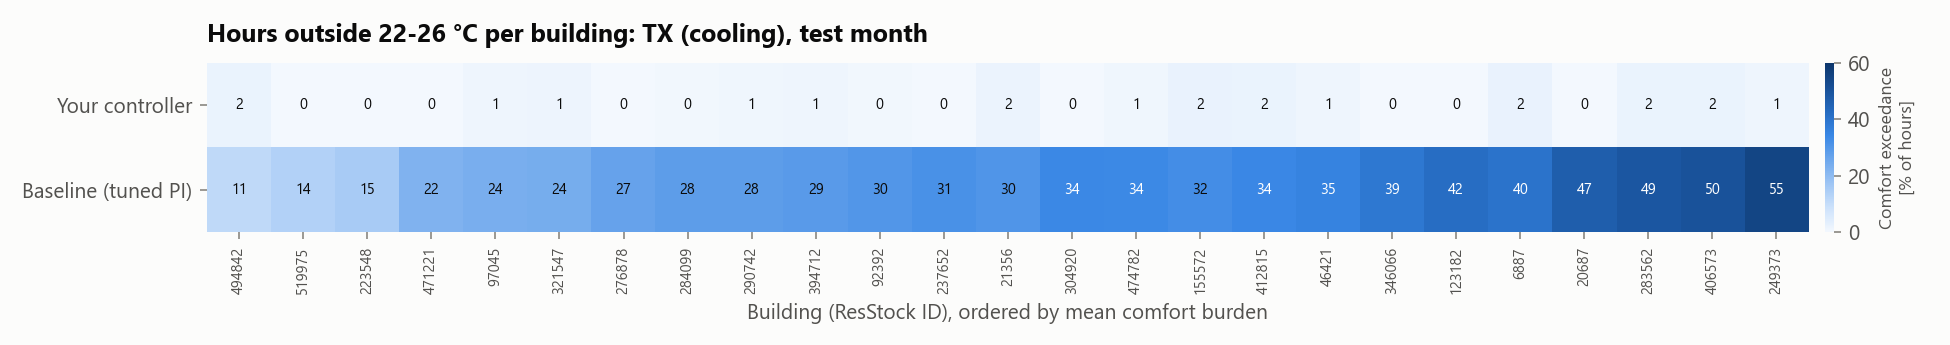 Hours outside 22-26 °C per building: TX (cooling), test month
Your controller
2 0 0 0 1 1 0 0 1 1 0 0 2 0 1 2 2 1 0 0 2 0 2 2 1
Baseline (tuned PI)
11 14 15 22 24 24 27 28 28 29 30 31 30 34 34 32 34 35 39 42 40 47 49 50 55
494842 519975 223548 471221 97045 321547 276878 284099 290742 394712 92392 237652 21356 304920 474782 155572 412815 46421 346066 123182 6887 20687 283562 406573 249373
Building (ResStock ID), ordered by mean comfort burden
60
40
20
0
Comfort exceedance
[% of hours]